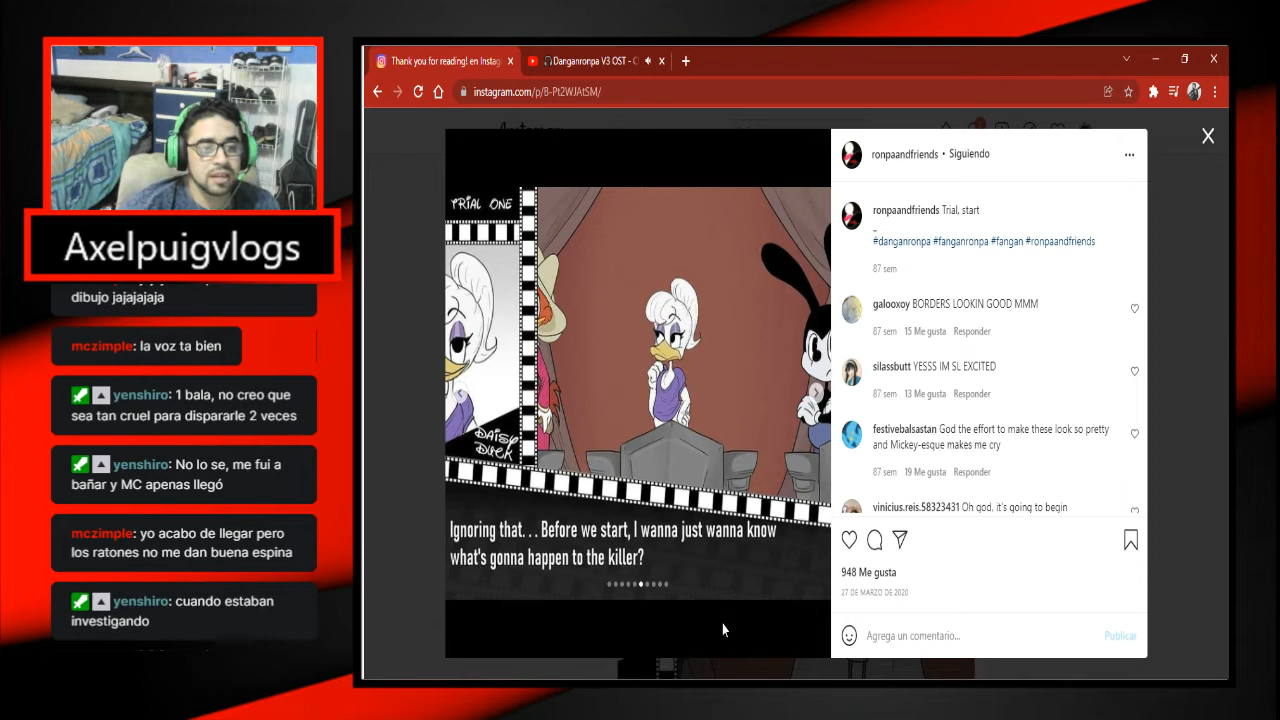 Axelpuigvlogs
dibujo jajajajaja
mczimple: la voz ta bien
yenshiro: 1 bala, no creo que
sea tan cruel para dispararle 2 veces
yenshiro: No lo se, me fui a
bañar y MC apenas llegó
mczimple: yo acabo de llegar pero
los ratones no me dan buena espina
yenshiro: cuando estaban
investigando
Thank you for reading! en Instag
Danganronpa V3 OST - C
instagram.com/p/B-Pt2WJAtSM/
TRIAL ONE
DAISY
DUCK
Ignoring that. . . Before we start, I wanna just wanna know
what's gonna happen to the killer?
ronpaandfriends • Siguiendo
ronpaandfriends Trial, start
_
#danganronpa #fanganronpa #fangan #ronpaandfriends
87 sem
galooxoy BORDERS LOOKIN GOOD MMM
87 sem 15 Me gusta Responder
silassbutt YESSS IM SL EXCITED
87 sem 13 Me gusta Responder
festivebalsastan God the effort to make these look so pretty
and Mickey-esque makes me cry
87 sem 19 Me gusta Responder
vinicius.reis.58323431 Oh god, it's going to begin
948 Me gusta
27 DE MARZO DE 2020
Agrega un comentario...
Publicar